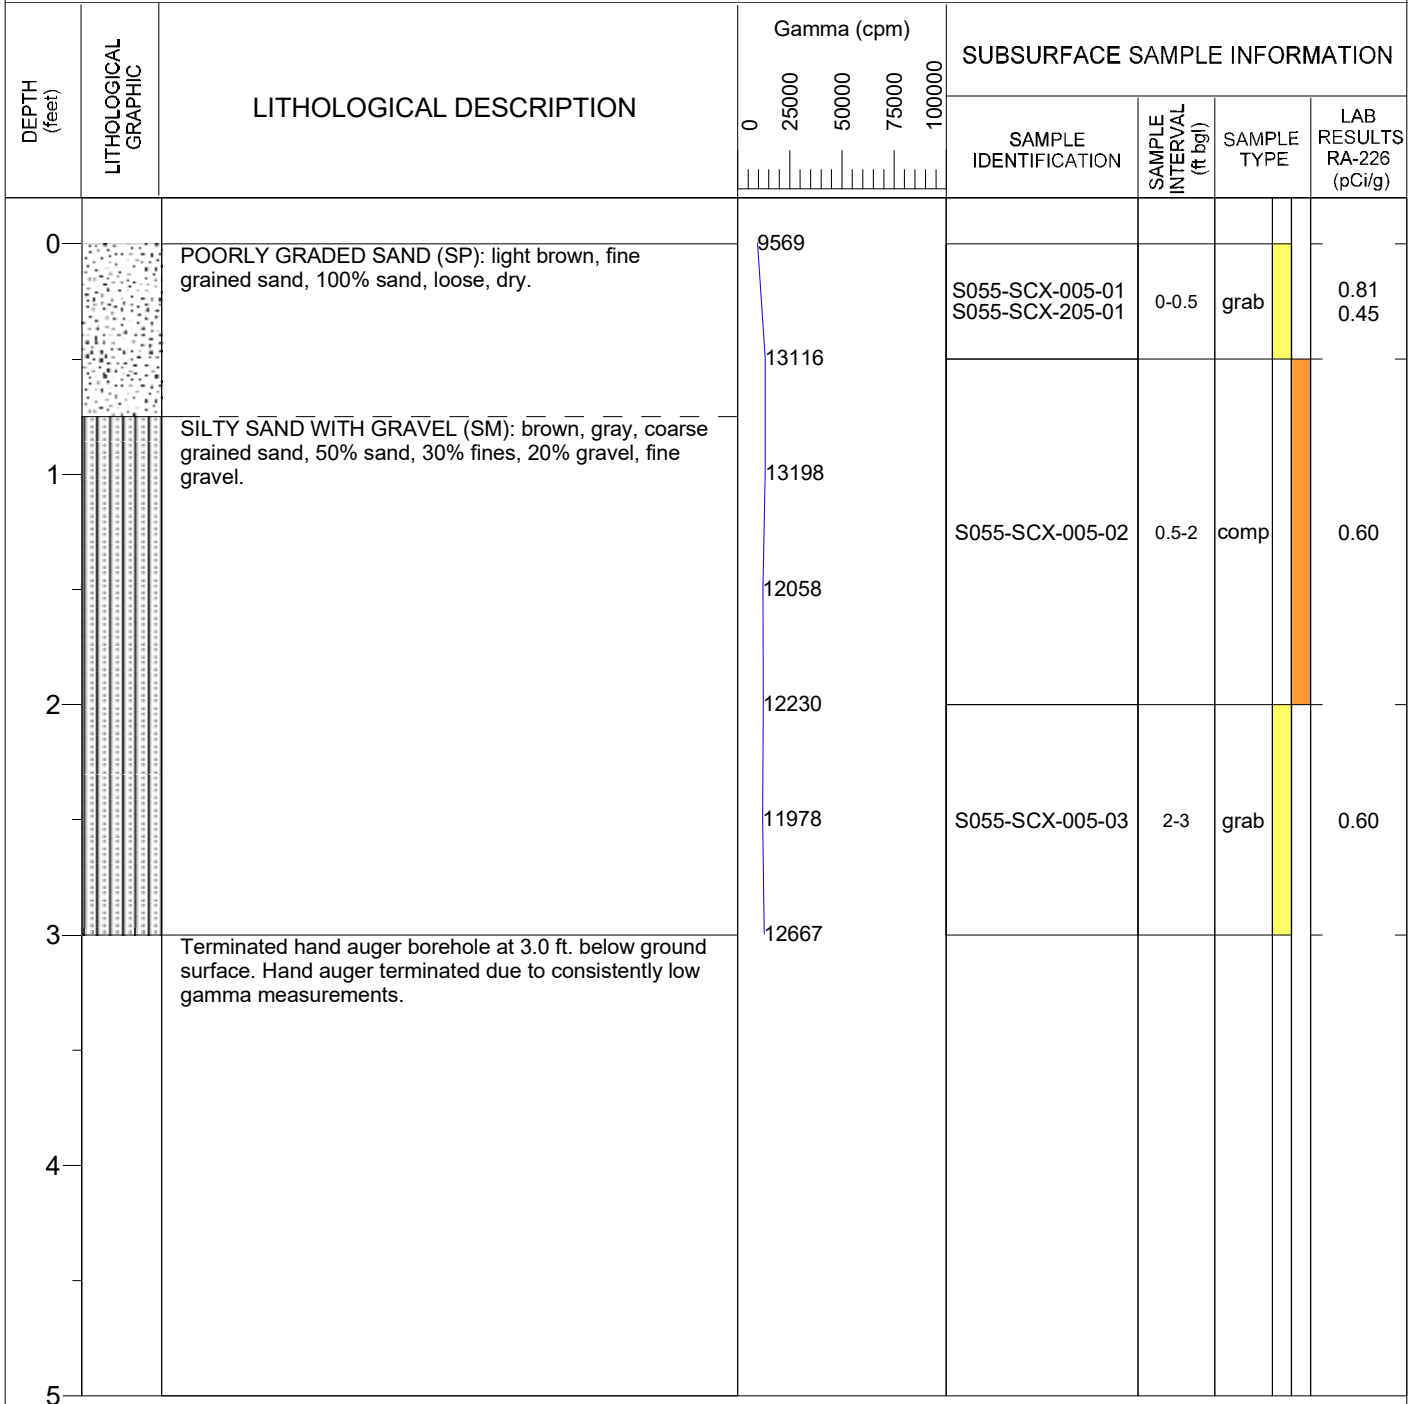 DEPTH
(feet)
LITHOLOGICAL
GRAPHIC
LITHOLOGICAL DESCRIPTION
Gamma (cpm)
0
25000
50000
75000
100000
SUBSURFACE SAMPLE INFORMATION
SAMPLE
IDENTIFICATION
SAMPLE
INTERVAL
(ft bgl)
SAMPLE
TYPE
LAB
RESULTS
RA-226
(pCi/g)
0
POORLY GRADED SAND (SP): light brown, fine
grained sand, 100% sand, loose, dry.
9569
S055-SCX-005-01
S055-SCX-205-01
0-0.5
grab
0.81
0.45
13116
SILTY SAND WITH GRAVEL (SM): brown, gray, coarse
grained sand, 50% sand, 30% fines, 20% gravel, fine
gravel.
1
13198
S055-SCX-005-02
0.5-2
comp
0.60
12058
2
12230
11978
S055-SCX-005-03
2-3
grab
0.60
3
12667
Terminated hand auger borehole at 3.0 ft. below ground
surface. Hand auger terminated due to consistently low
gamma measurements.
4
5